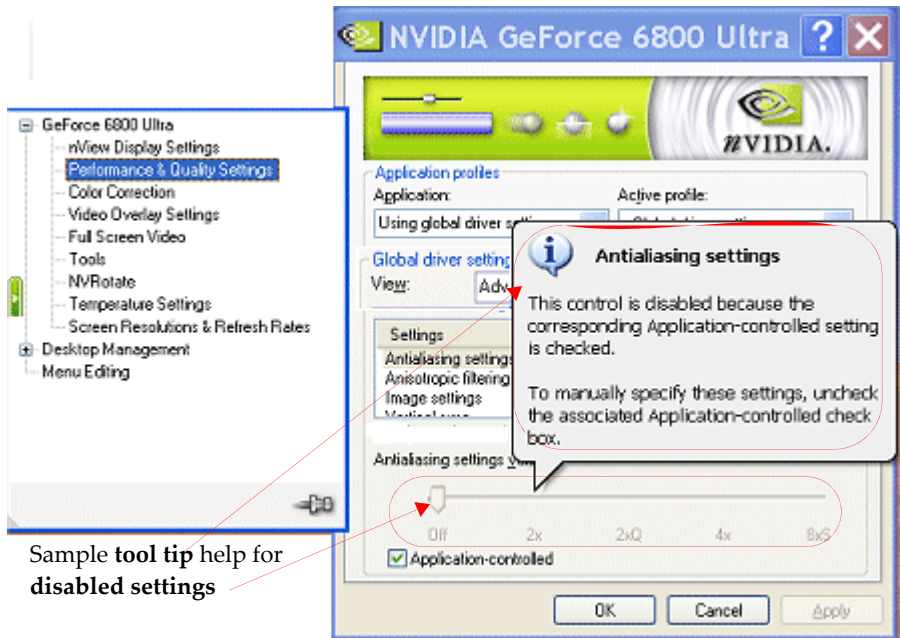 NVIDIA GeForce 6800 Ultra
NVIDIA.
GeForce 6800 Ultra
nView Display Settings
Performance & Quality Settings
Color Correction
Video Overlay Settings
Full Screen Video
Tools
NVRotate
Temperature Settings
Screen Resolutions & Refresh Rates
Desktop Management
Menu Editing
Application profiles
Application:
Active profile:
Using global driver
Global driver
View:
Settings
Antialiasing settings
Anisotropic filtering
Image settings
Antialiasing settings
Antialiasing settings
This control is disabled because the
corresponding Application-controlled setting
is checked.
To manually specify these settings, uncheck
the associated Application-controlled check
box.
Off 2x 2xQ 4x 8xS
Application-controlled
OK Cancel Apply
Sample tool tip help for
disabled settings